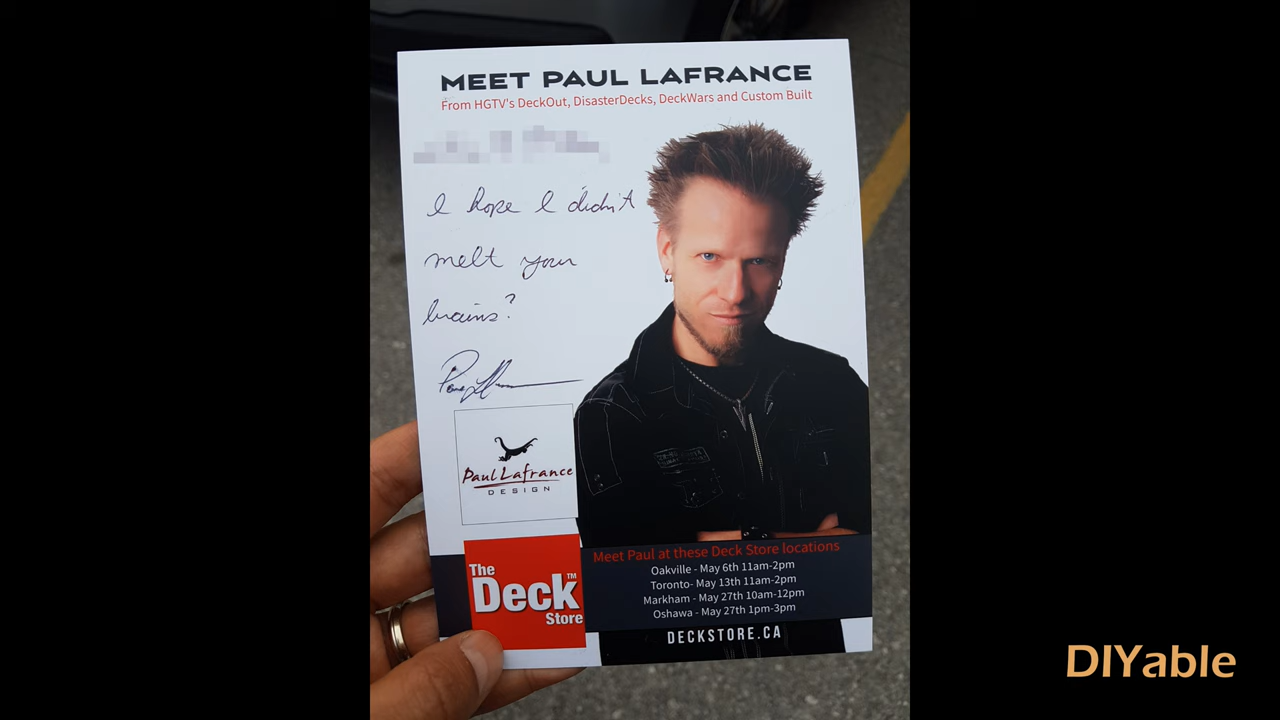 MEET PAUL LAFRANCE
From HGTV's DeckOut, DisasterDecks, DeckWars and Custom Built
I hope I didn't
melt your
brains?
Paul Lafrance
DESIGN
The
Deck™
Store
Meet Paul at these Deck Store locations
Oakville - May 6th 11am-2pm
Toronto- May 13th 11am-2pm
Markham - May 27th 10am-12pm
Oshawa - May 27th 1pm-3pm
DECKSTORE.CA
DIYable